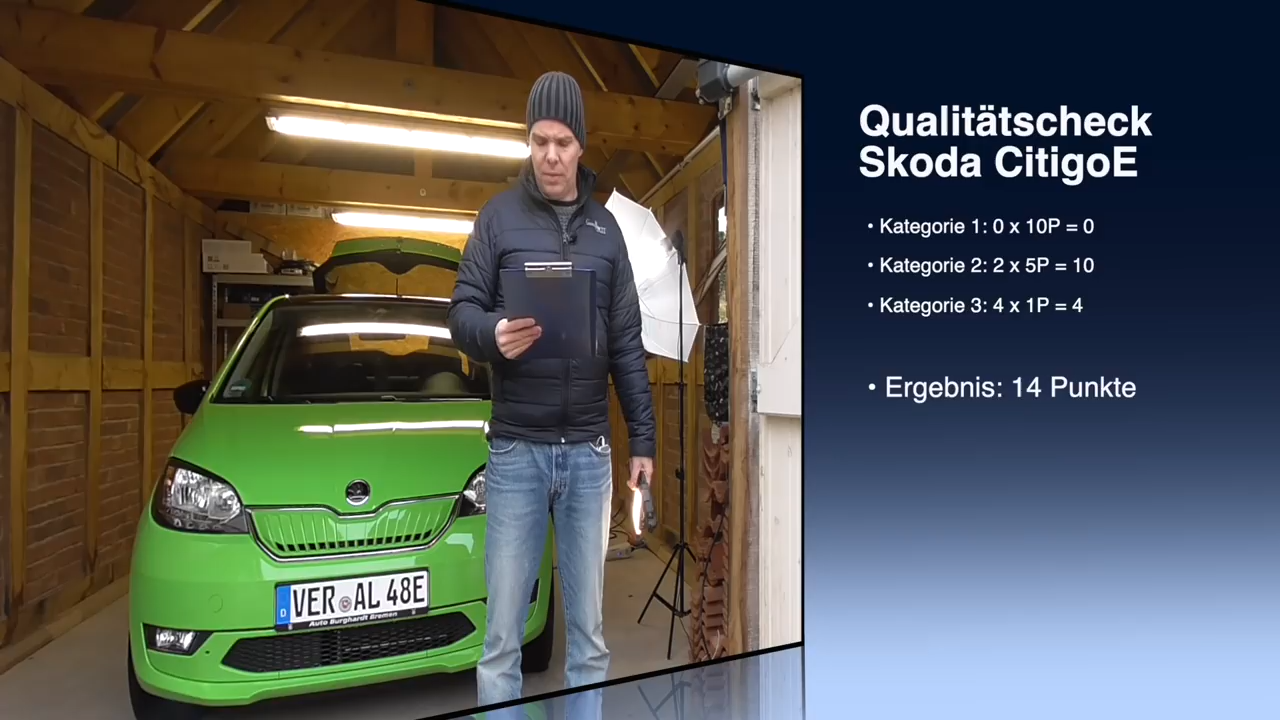 Qualitätscheck
Skoda CitigoE
• Kategorie 1: 0 x 10P = 0
• Kategorie 2: 2 x 5P = 10
• Kategorie 3: 4 x 1P = 4
• Ergebnis: 14 Punkte
D
VER AL 48E
Auto Burghardt Bremen